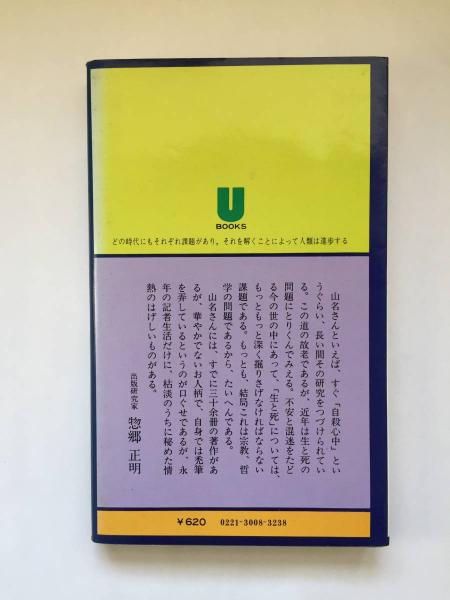 U
BOOKS
どの時代にもそれぞれ課題があり。それを解くことによって人類は進歩する
山名さんといえば、すぐ「自殺心中」とい
うぐらい、長い間その研究をつづけられてい
る。この道の故老であるが、近年は生と死の
問題にとりくんでみえる。不安と混迷をたど
る今の世の中にあって、「生と死」については、
もっともっと深く掘りさげなければならない
課題である。もっとも、結局これは宗教、哲
学の問題であるから、たいへんである。
山名さんには、すでに三十余冊の著作があ
るが、華やかでないお人柄で、自身では禿筆
を弄しているというのが口ぐせであるが、永
年の記者生活だけに、枯淡のうちに秘めた情
熱のはげしいものがある。
出版研究家 惣郷 正明
¥620 0221-3008-3238